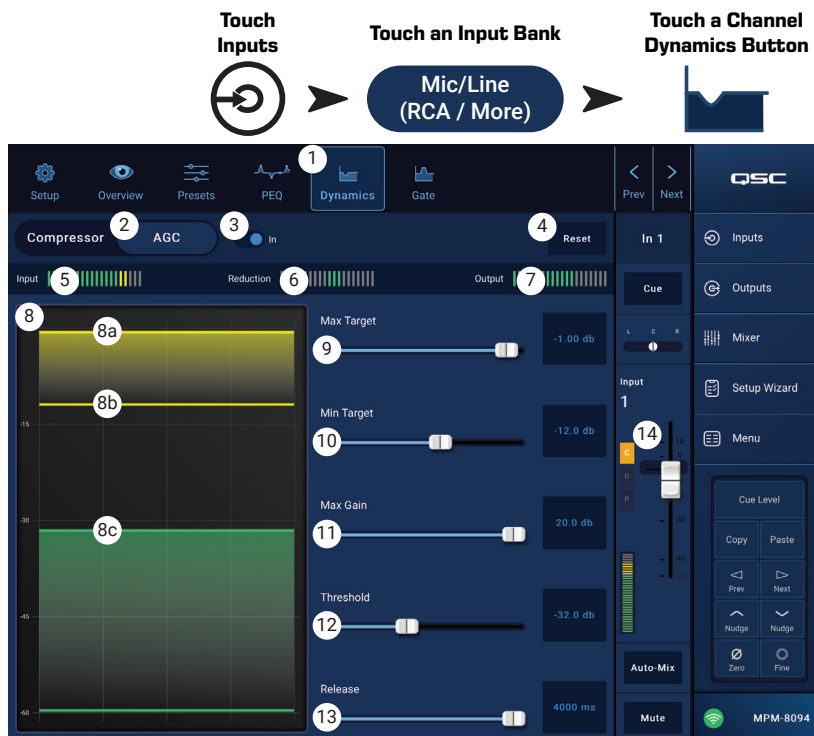 Touch
Inputs
Touch an Input Bank
Touch a Channel
Dynamics Button
Mic/Line
(RCA / More)
1
Setup
Overview
Presets
PEQ
Dynamics
Gate
Prev
Next
QSC
Compressor
2
AGC
3
In
4
Reset
In 1
Inputs
Input
5
Reduction
6
Output
7
Cue
Outputs
8
8a
8b
8c
-15
-30
-45
-60
Max Target
9
-1.00 db
Min Target
10
-12.0 db
Max Gain
11
20.0 db
Threshold
12
-32.0 db
Release
13
4000 ms
L C R
Input
1
14
10
5
C
G
P
-20
-40
Auto-Mix
Mute
Mixer
Setup Wizard
Menu
Cue Level
Copy
Paste
Prev
Next
Nudge
Nudge
Zero
Fine
MPM-8094